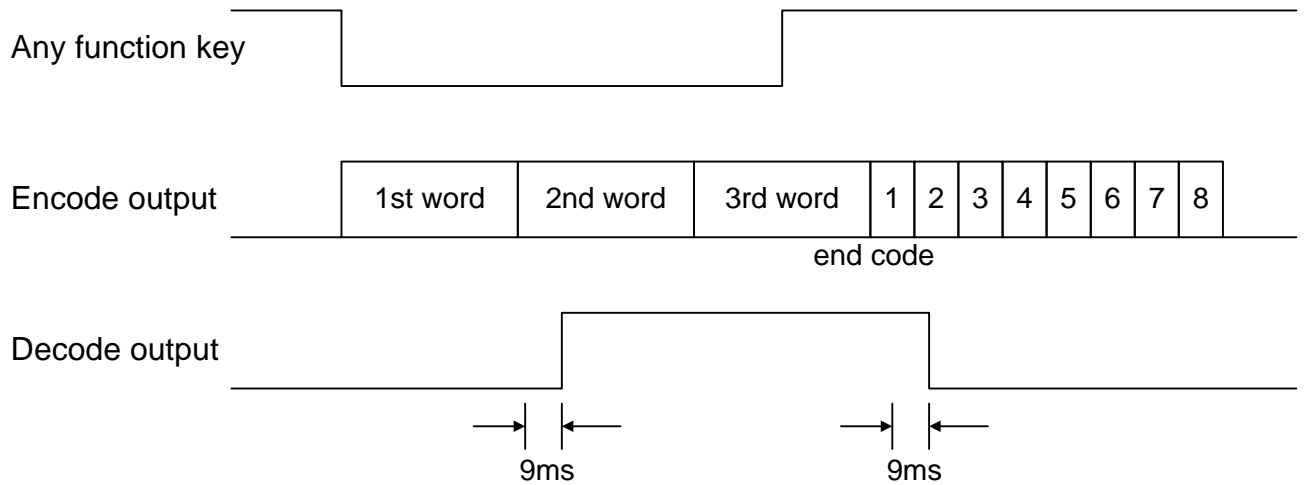 Any function key
Encode output
1st word 2nd word 3rd word 1 2 3 4 5 6 7 8
end code
Decode output
9ms 9ms